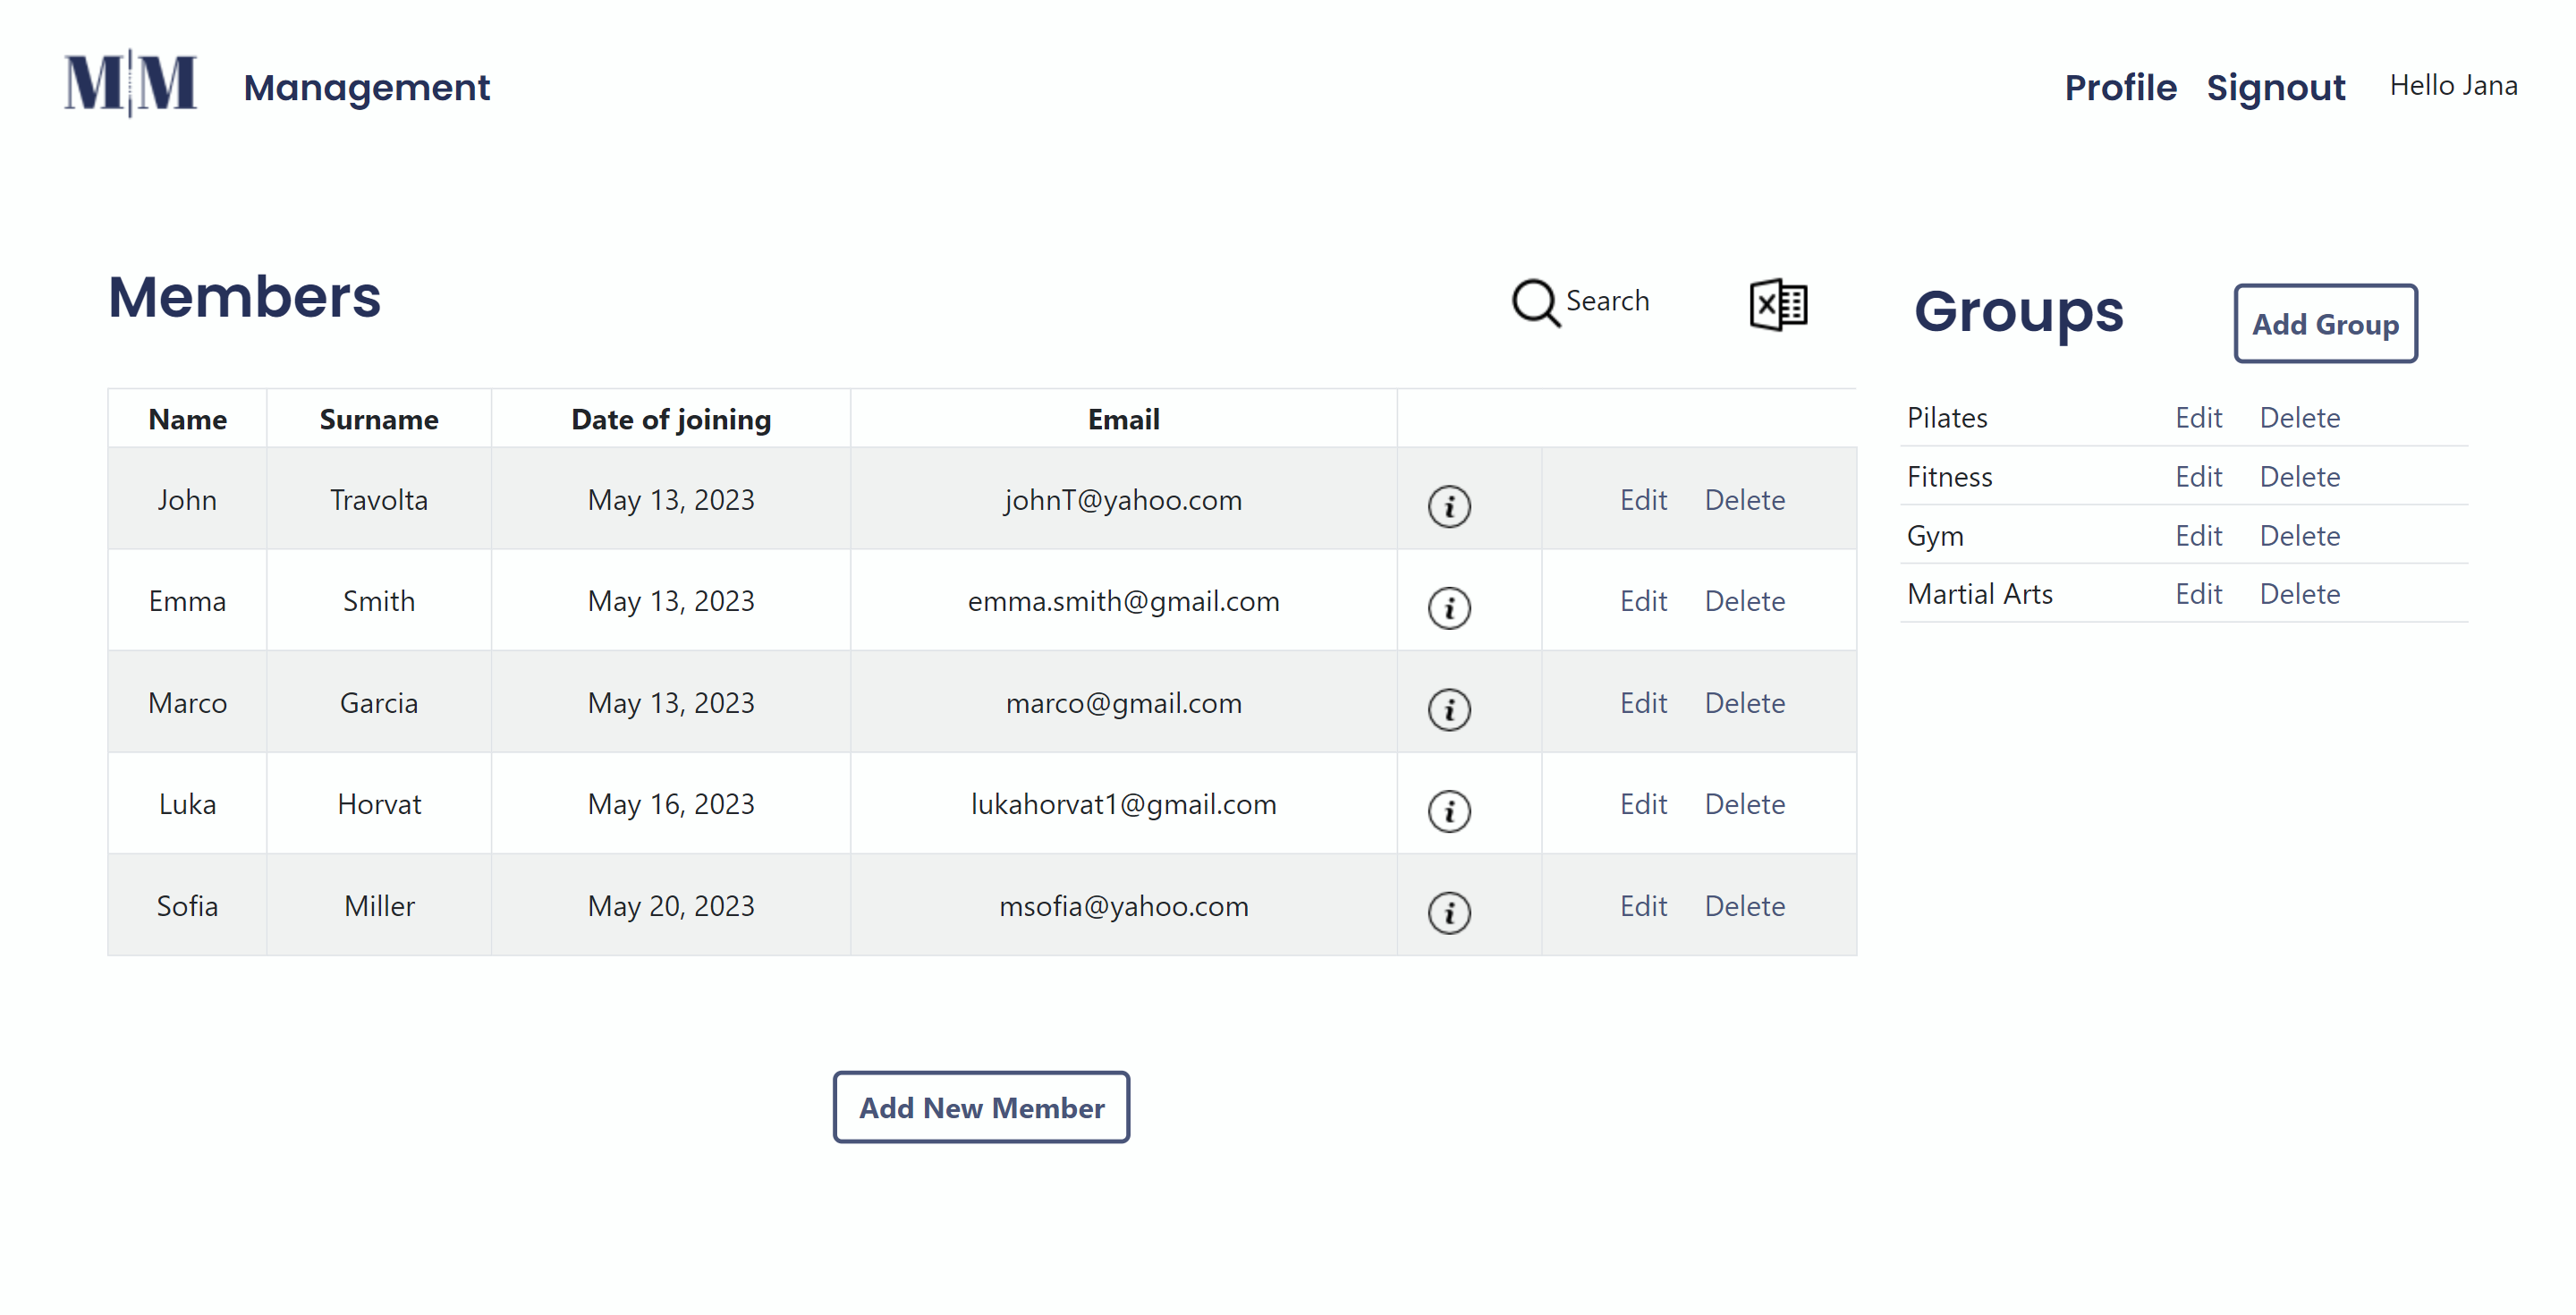 M|M Management Profile Signout Hello Jana
Members Search
Name Surname Date of joining Email
John Travolta May 13, 2023 johnT@yahoo.com i Edit Delete
Emma Smith May 13, 2023 emma.smith@gmail.com i Edit Delete
Marco Garcia May 13, 2023 marco@gmail.com i Edit Delete
Luka Horvat May 16, 2023 lukahorvat1@gmail.com i Edit Delete
Sofia Miller May 20, 2023 msofia@yahoo.com i Edit Delete
Add New Member
Groups Add Group
Pilates Edit Delete
Fitness Edit Delete
Gym Edit Delete
Martial Arts Edit Delete